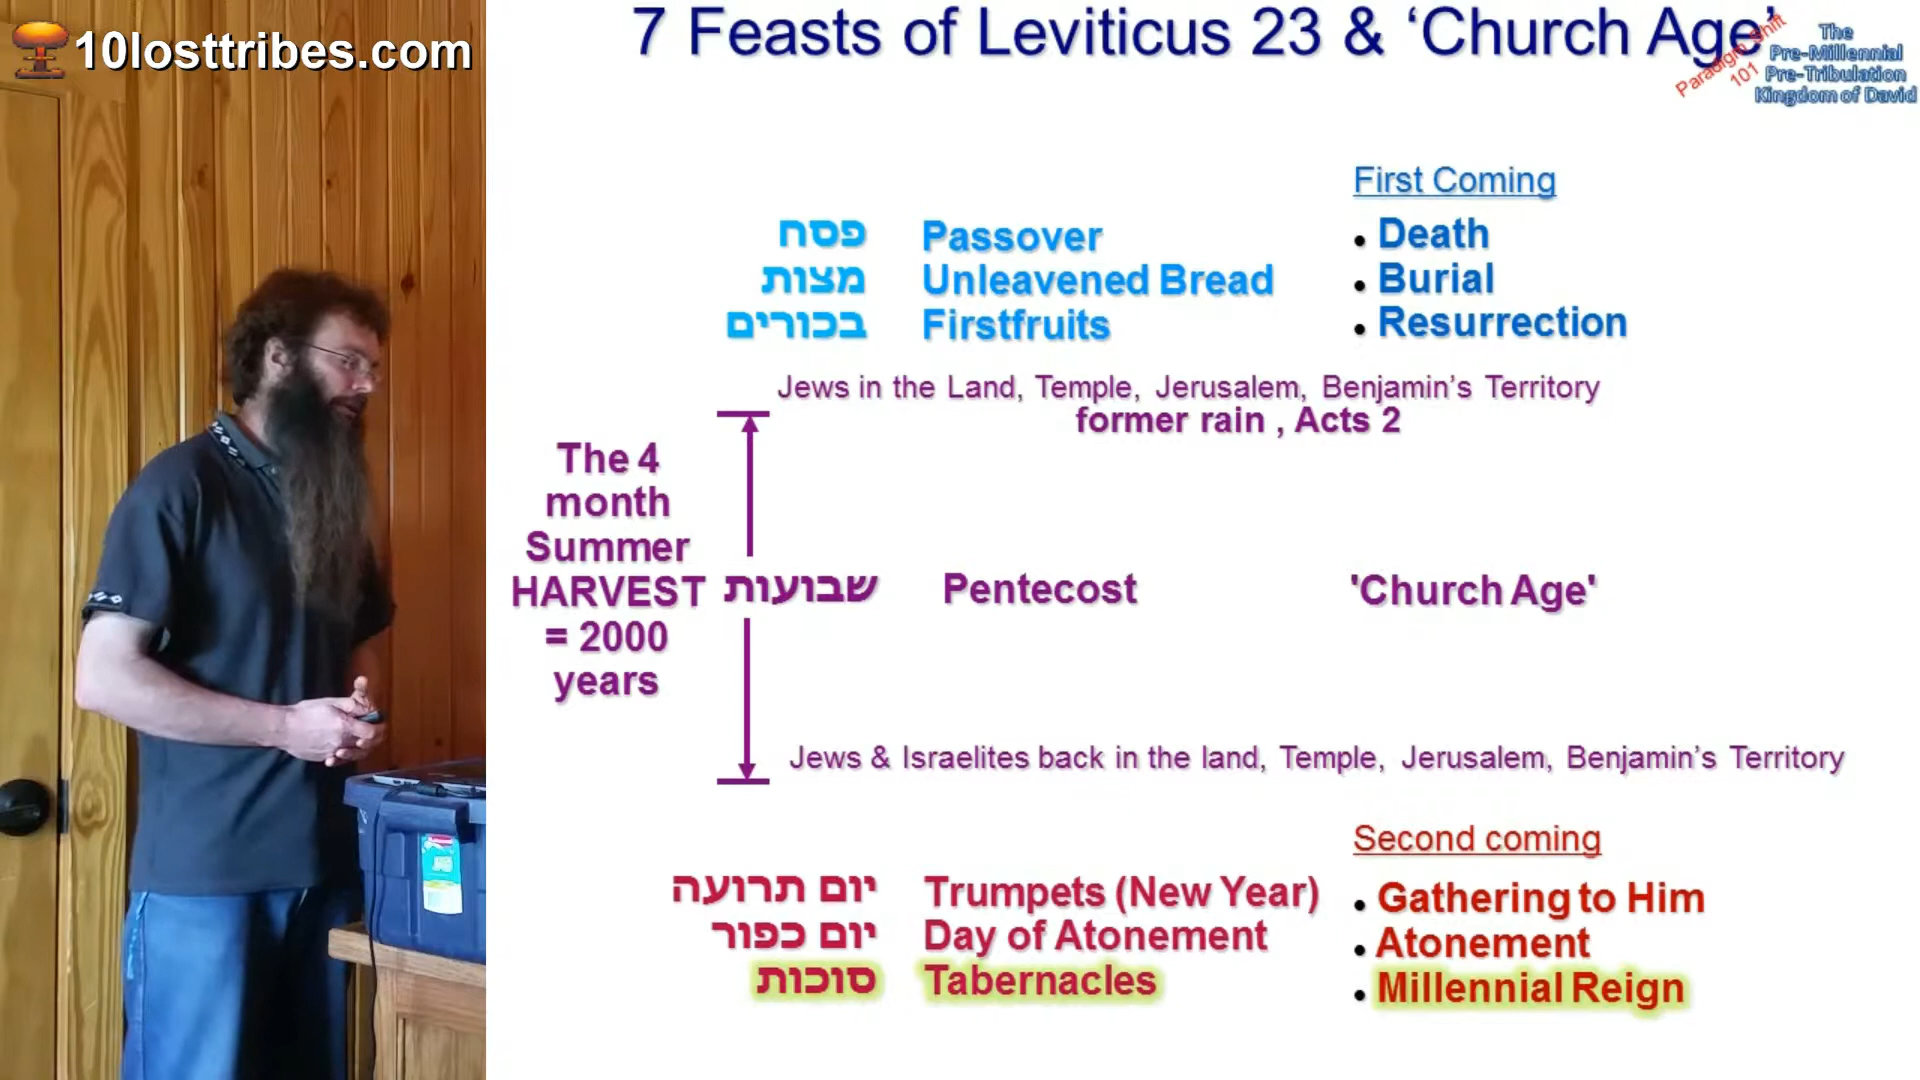 10losttribes.com
7 Feasts of Leviticus 23 & ‘Church Age’
Paradigm Shift
101
The
Pre-Millennial
Pre-Tribulation
Kingdom of David
First Coming
פסח Passover • Death
מצות Unleavened Bread • Burial
בכורים Firstfruits • Resurrection
Jews in the Land, Temple, Jerusalem, Benjamin’s Territory
former rain , Acts 2
The 4
month
Summer
HARVEST
= 2000
years
שבועות Pentecost 'Church Age'
Jews & Israelites back in the land, Temple, Jerusalem, Benjamin’s Territory
Second coming
יום תרועה Trumpets (New Year) • Gathering to Him
יום כפור Day of Atonement • Atonement
סוכות Tabernacles • Millennial Reign